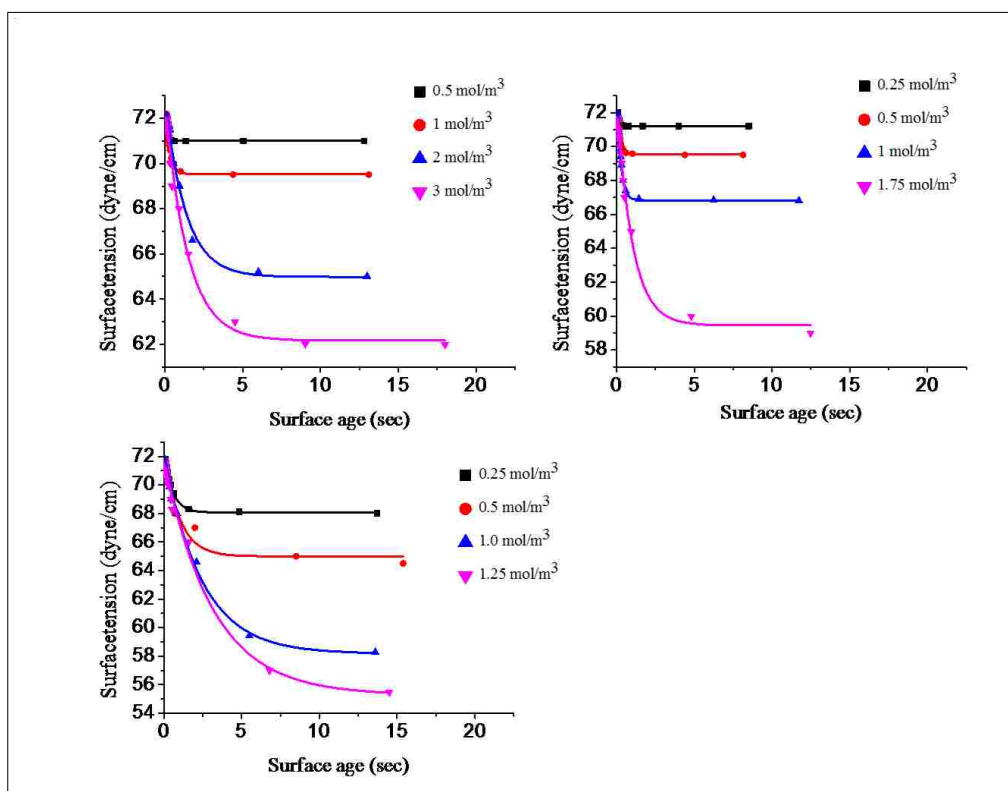 0.5 mol/m³
1 mol/m³
2 mol/m³
3 mol/m³
72
70
68
66
64
62
0 5 10 15 20
Surfacetension (dyne/cm)
Surface age (sec)
0.25 mol/m³
0.5 mol/m³
1 mol/m³
1.75 mol/m³
72
70
68
66
64
62
60
58
0 5 10 15 20
Surfacetension (dyne/cm)
Surface age (sec)
0.25 mol/m³
0.5 mol/m³
1.0 mol/m³
1.25 mol/m³
72
70
68
66
64
62
60
58
56
54
0 5 10 15 20
Surfacetension (dyne/cm)
Surface age (sec)